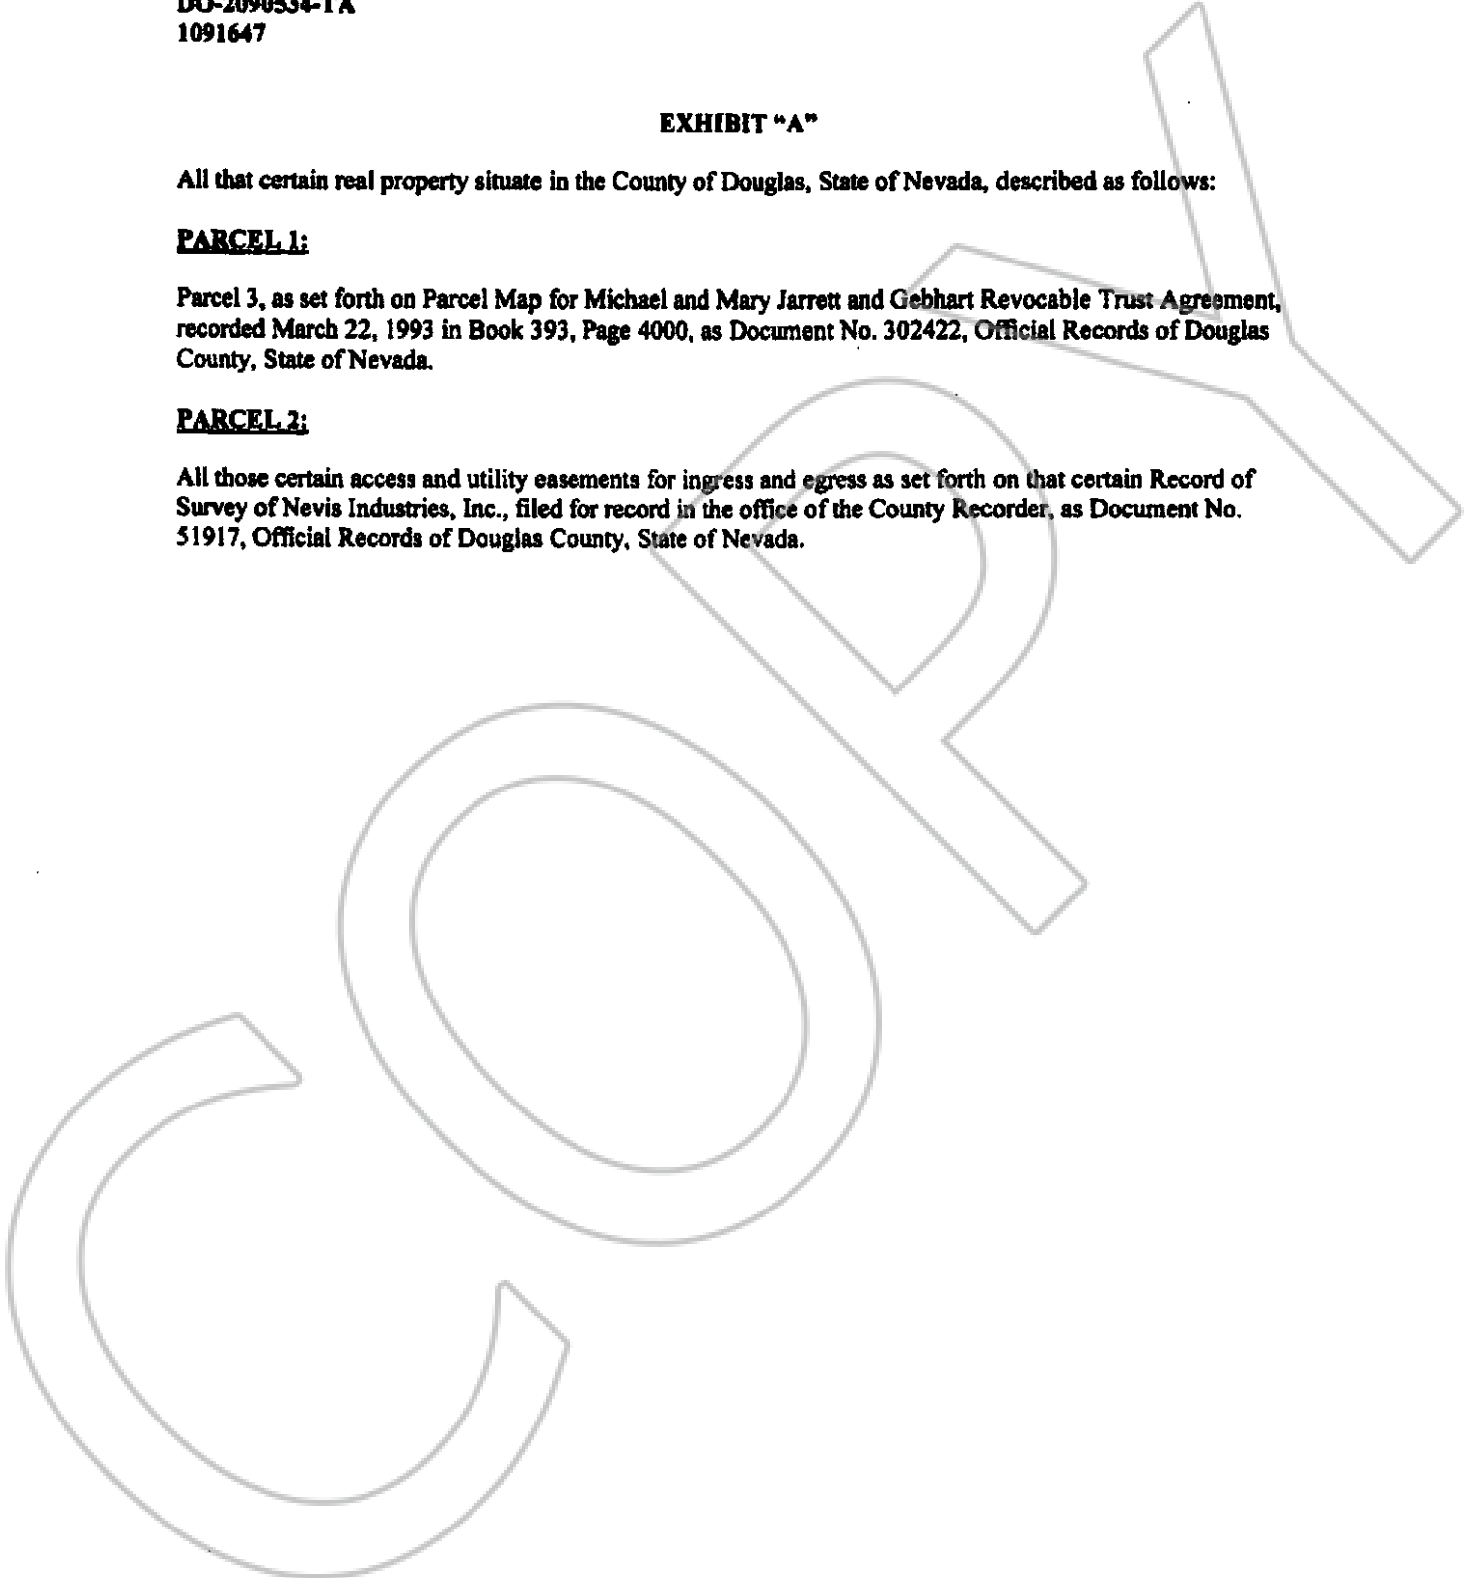 DO-2090534-TA
1091647
EXHIBIT “A”
All that certain real property situate in the County of Douglas, State of Nevada, described as follows:
PARCEL 1:
Parcel 3, as set forth on Parcel Map for Michael and Mary Jarrett and Gebhart Revocable Trust Agreement,
recorded March 22, 1993 in Book 393, Page 4000, as Document No. 302422, Official Records of Douglas
County, State of Nevada.
PARCEL 2:
All those certain access and utility easements for ingress and egress as set forth on that certain Record of
Survey of Nevis Industries, Inc., filed for record in the office of the County Recorder, as Document No.
51917, Official Records of Douglas County, State of Nevada.
COPY